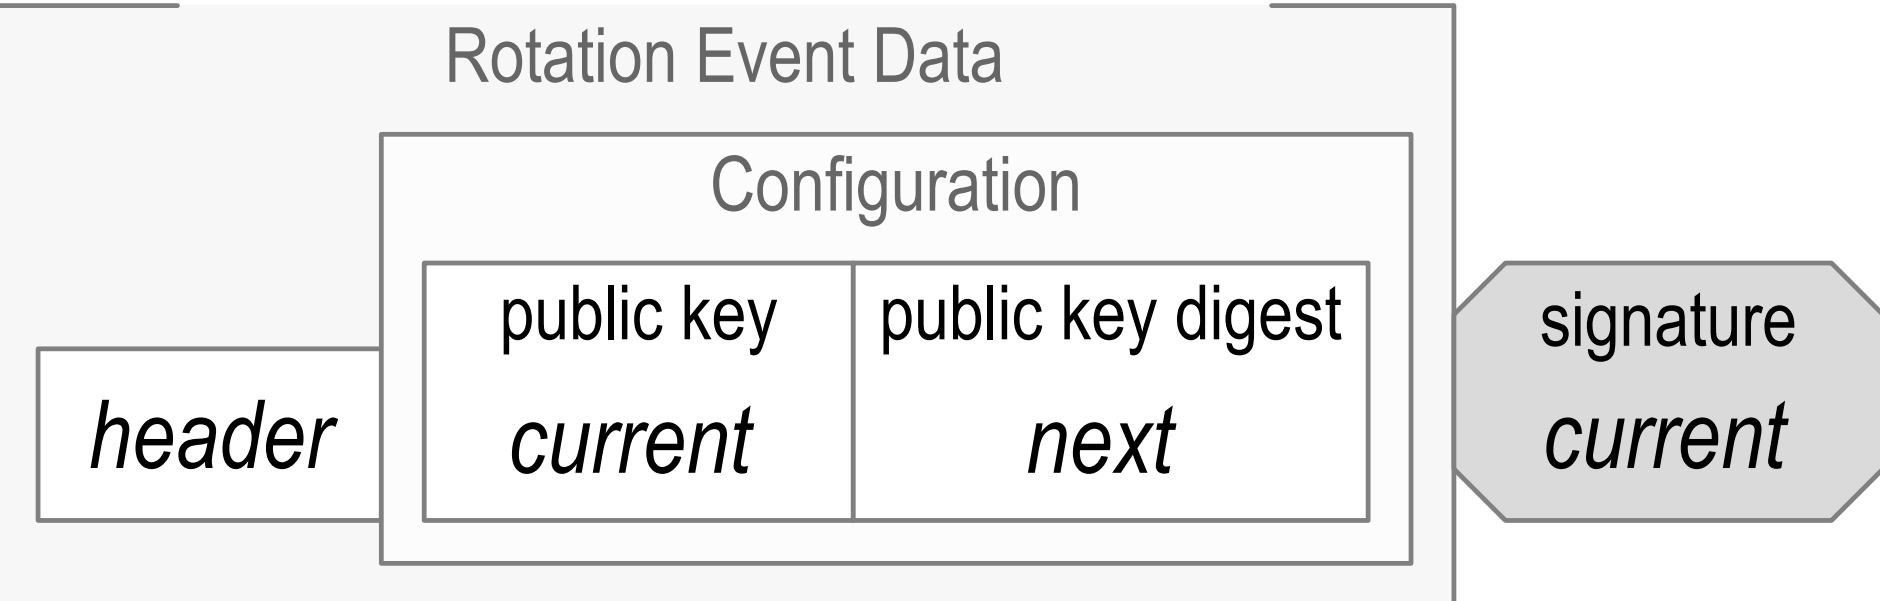 Rotation Event Data
Configuration
public key
current
public key digest
next
header
signature
current